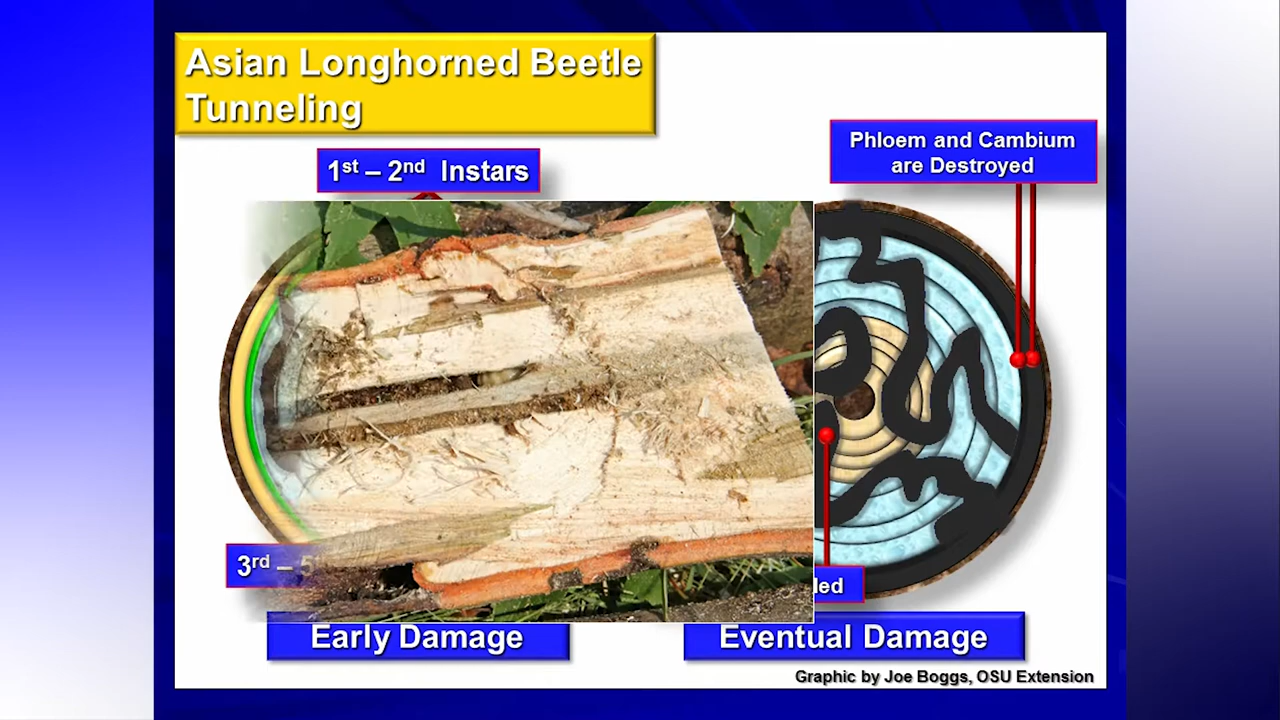 Asian Longhorned Beetle
Tunneling
1st – 2nd Instars
Phloem and Cambium
are Destroyed
3rd –
Early Damage
Eventual Damage
Graphic by Joe Boggs, OSU Extension